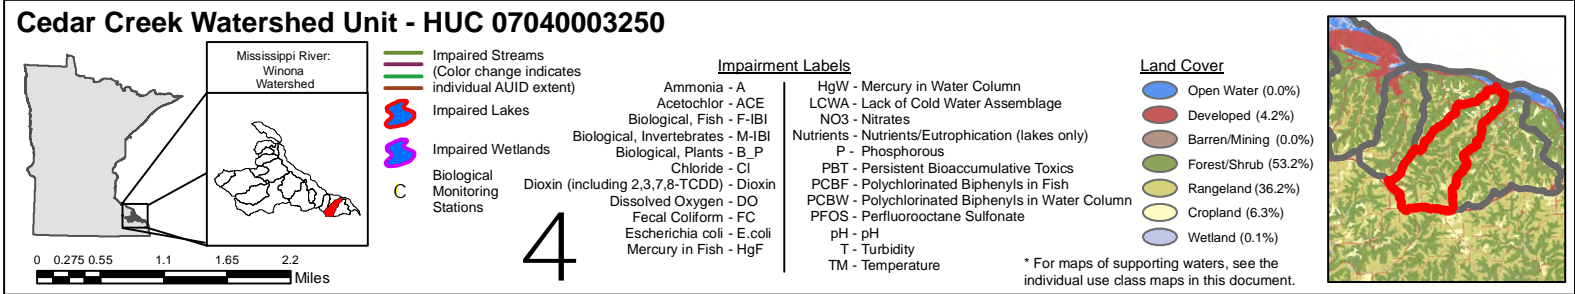 Cedar Creek Watershed Unit - HUC 07040003250
Mississippi River:
Winona
Watershed
0 0.275 0.55 1.1 1.65 2.2
Miles
Impaired Streams
(Color change indicates
individual AUID extent)
Impaired Lakes
Impaired Wetlands
C
Biological
Monitoring
Stations
4
Impairment Labels
Ammonia - A
Acetochlor - ACE
Biological, Fish - F-IBI
Biological, Invertebrates - M-IBI
Biological, Plants - B_P
Chloride - Cl
Dioxin (including 2,3,7,8-TCDD) - Dioxin
Dissolved Oxygen - DO
Fecal Coliform - FC
Escherichia coli - E.coli
Mercury in Fish - HgF
HgW - Mercury in Water Column
LCWA - Lack of Cold Water Assemblage
NO3 - Nitrates
Nutrients - Nutrients/Eutrophication (lakes only)
P - Phosphorous
PBT - Persistent Bioaccumulative Toxics
PCBF - Polychlorinated Biphenyls in Fish
PCBW - Polychlorinated Biphenyls in Water Column
PFOS - Perfluorooctane Sulfonate
pH - pH
T - Turbidity
TM - Temperature
Land Cover
Open Water (0.0%)
Developed (4.2%)
Barren/Mining (0.0%)
Forest/Shrub (53.2%)
Rangeland (36.2%)
Cropland (6.3%)
Wetland (0.1%)
* For maps of supporting waters, see the
individual use class maps in this document.